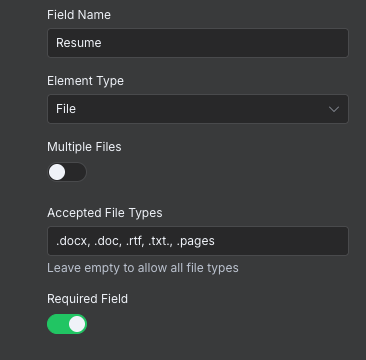 Field Name
Resume
Element Type
File
Multiple Files
Accepted File Types
.docx, .doc, .rtf, .txt., .pages
Leave empty to allow all file types
Required Field